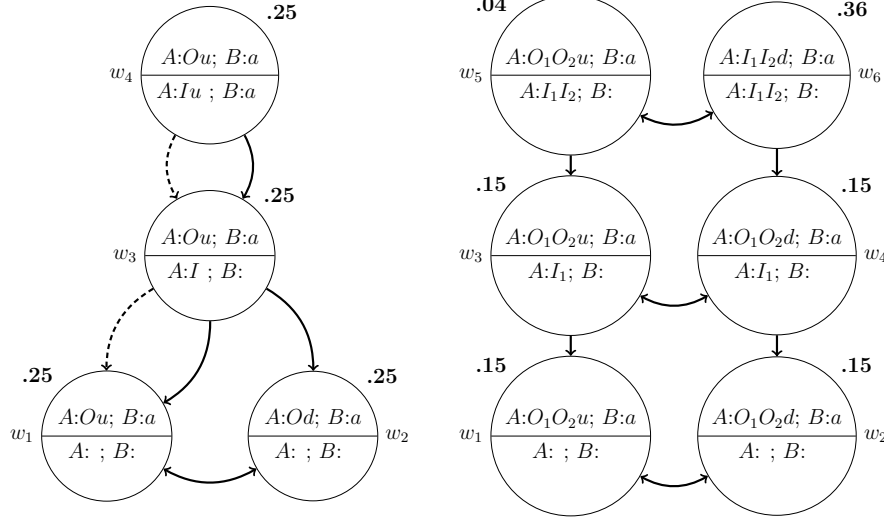 .25
A:Ou; B:a
w4
A:Iu ; B:a
.25
A:Ou; B:a
w3
A:I ; B:
.25
A:Ou; B:a
w1
A: ; B:
.25
A:Od; B:a
w2
A: ; B:
.04
A:O1O2u; B:a
w5
A:I1I2; B:
.36
A:I1I2d; B:a
w6
A:I1I2; B:
.15
A:O1O2u; B:a
w3
A:I1; B:
.15
A:O1O2d; B:a
w4
A:I1; B:
.15
A:O1O2u; B:a
w1
A: ; B:
.15
A:O1O2d; B:a
w2
A: ; B: